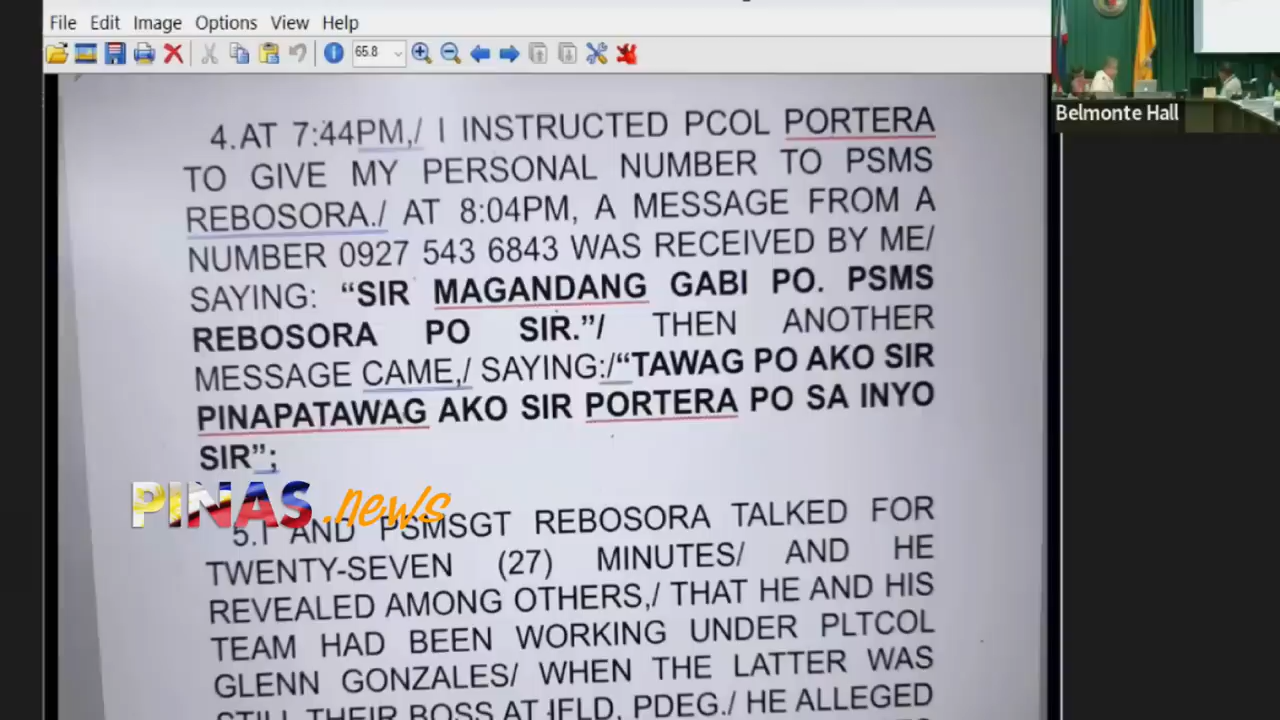 File Edit Image Options View Help
65.8
Belmonte Hall
4.AT 7:44PM,/ I INSTRUCTED PCOL PORTERA
TO GIVE MY PERSONAL NUMBER TO PSMS
REBOSORA./ AT 8:04PM, A MESSAGE FROM A
NUMBER 0927 543 6843 WAS RECEIVED BY ME/
SAYING: “SIR MAGANDANG GABI PO. PSMS
REBOSORA PO SIR.”/ THEN ANOTHER
MESSAGE CAME,/ SAYING:/“TAWAG PO AKO SIR
PINAPATAWAG AKO SIR PORTERA PO SA INYO
SIR”;
PINAS.news
5.I AND PSMSGT REBOSORA TALKED FOR
TWENTY-SEVEN (27) MINUTES/ AND HE
REVEALED AMONG OTHERS,/ THAT HE AND HIS
TEAM HAD BEEN WORKING UNDER PLTCOL
GLENN GONZALES/ WHEN THE LATTER WAS
STILL THEIR BOSS AT IFLD, PDEG./ HE ALLEGED